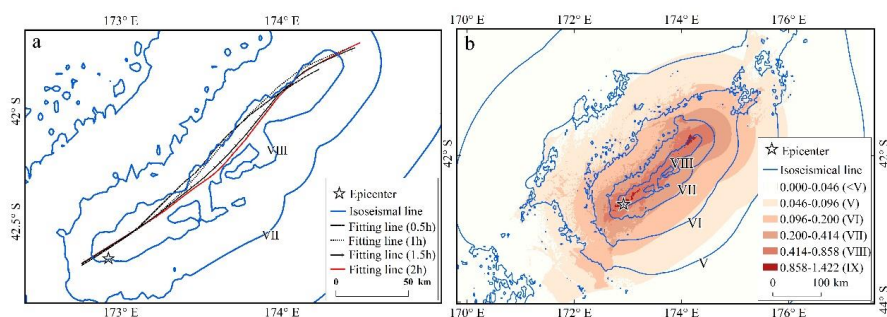 173° E 174° E
a
42° S
42.5° S
VIII
VII
Epicenter
Isoseismal line
Fitting line (0.5h)
Fitting line (1h)
Fitting line (1.5h)
Fitting line (2h)
0 50 km
173° E 174° E
170° E 172° E 174° E 176° E
b
42° S
44° S
VIII
VII
VI
V
Epicenter
Isoseismical line
0.000-0.046 (<V)
0.046-0.096 (V)
0.096-0.200 (VI)
0.200-0.414 (VII)
0.414-0.858 (VIII)
0.858-1.422 (IX)
0 100 km
170° E 172° E 174° E 176° E